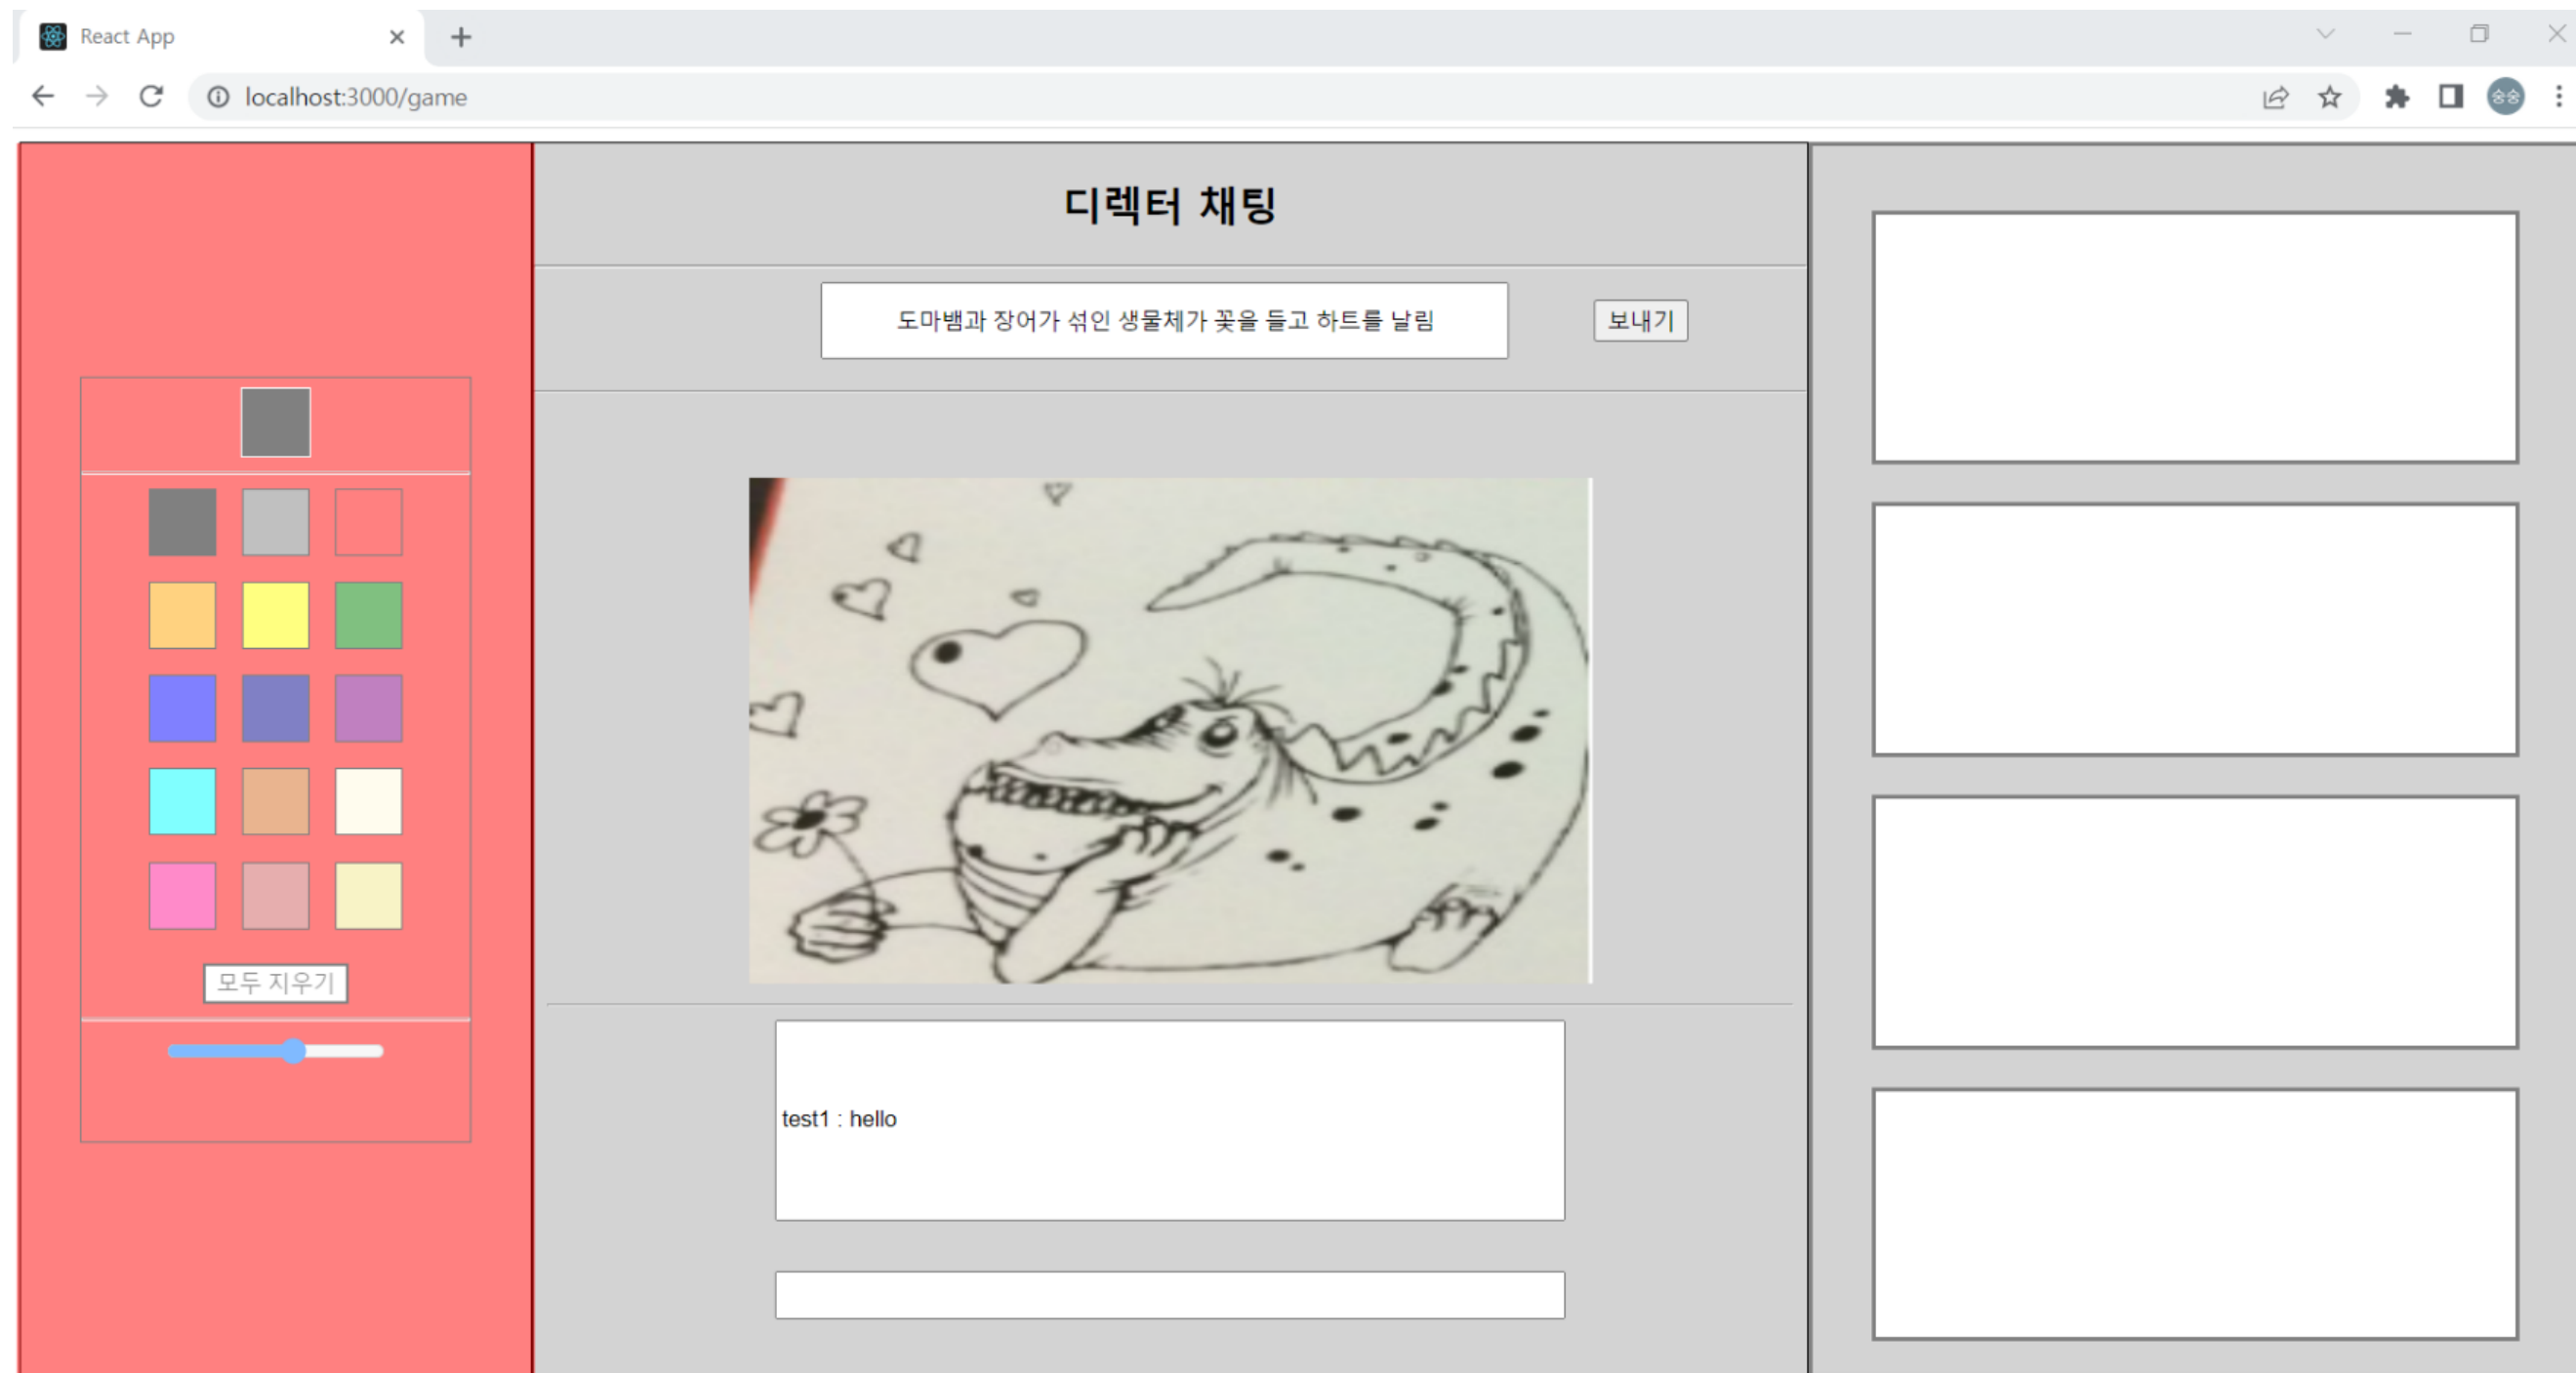 React App
localhost:3000/game
숭숭
디렉터 채팅
도마뱀과 장어가 섞인 생물체가 꽃을 들고 하트를 날림
보내기
모두 지우기
test1 : hello